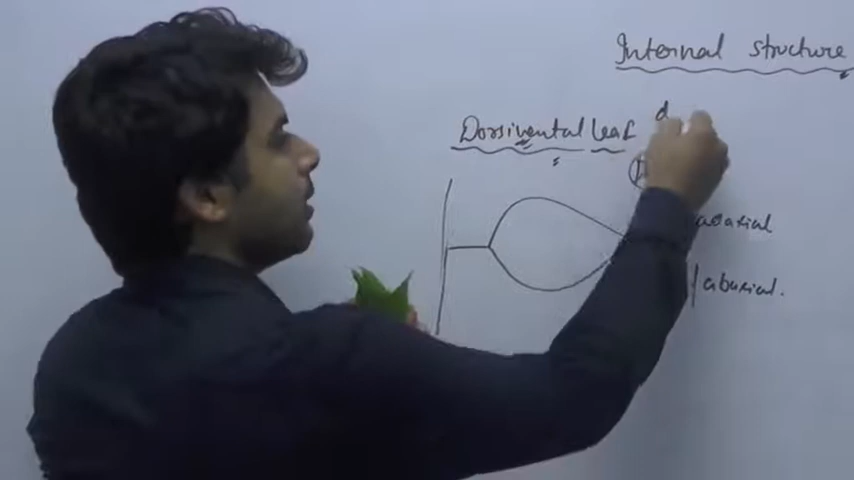 Internal structure
Dorsiventral leaf d
adaxial
abaxial.